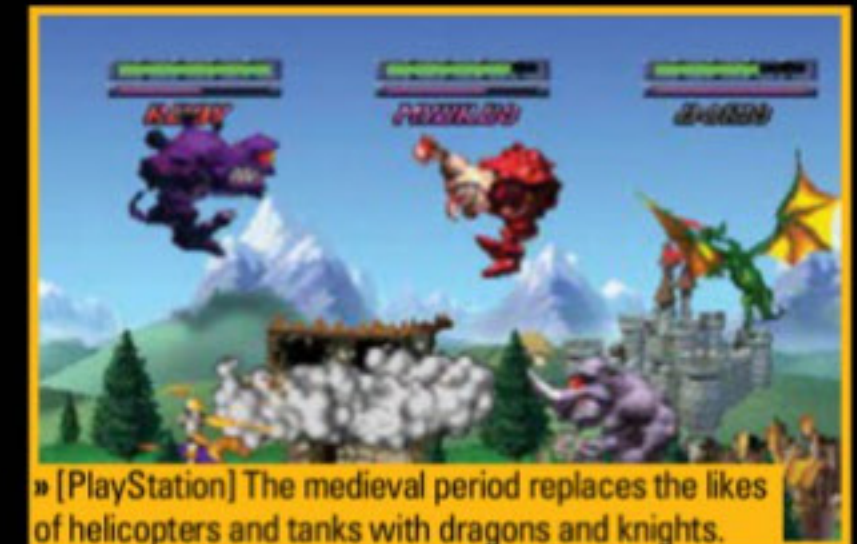 » [PlayStation] The medieval period replaces the likes
of helicopters and tanks with dragons and knights.